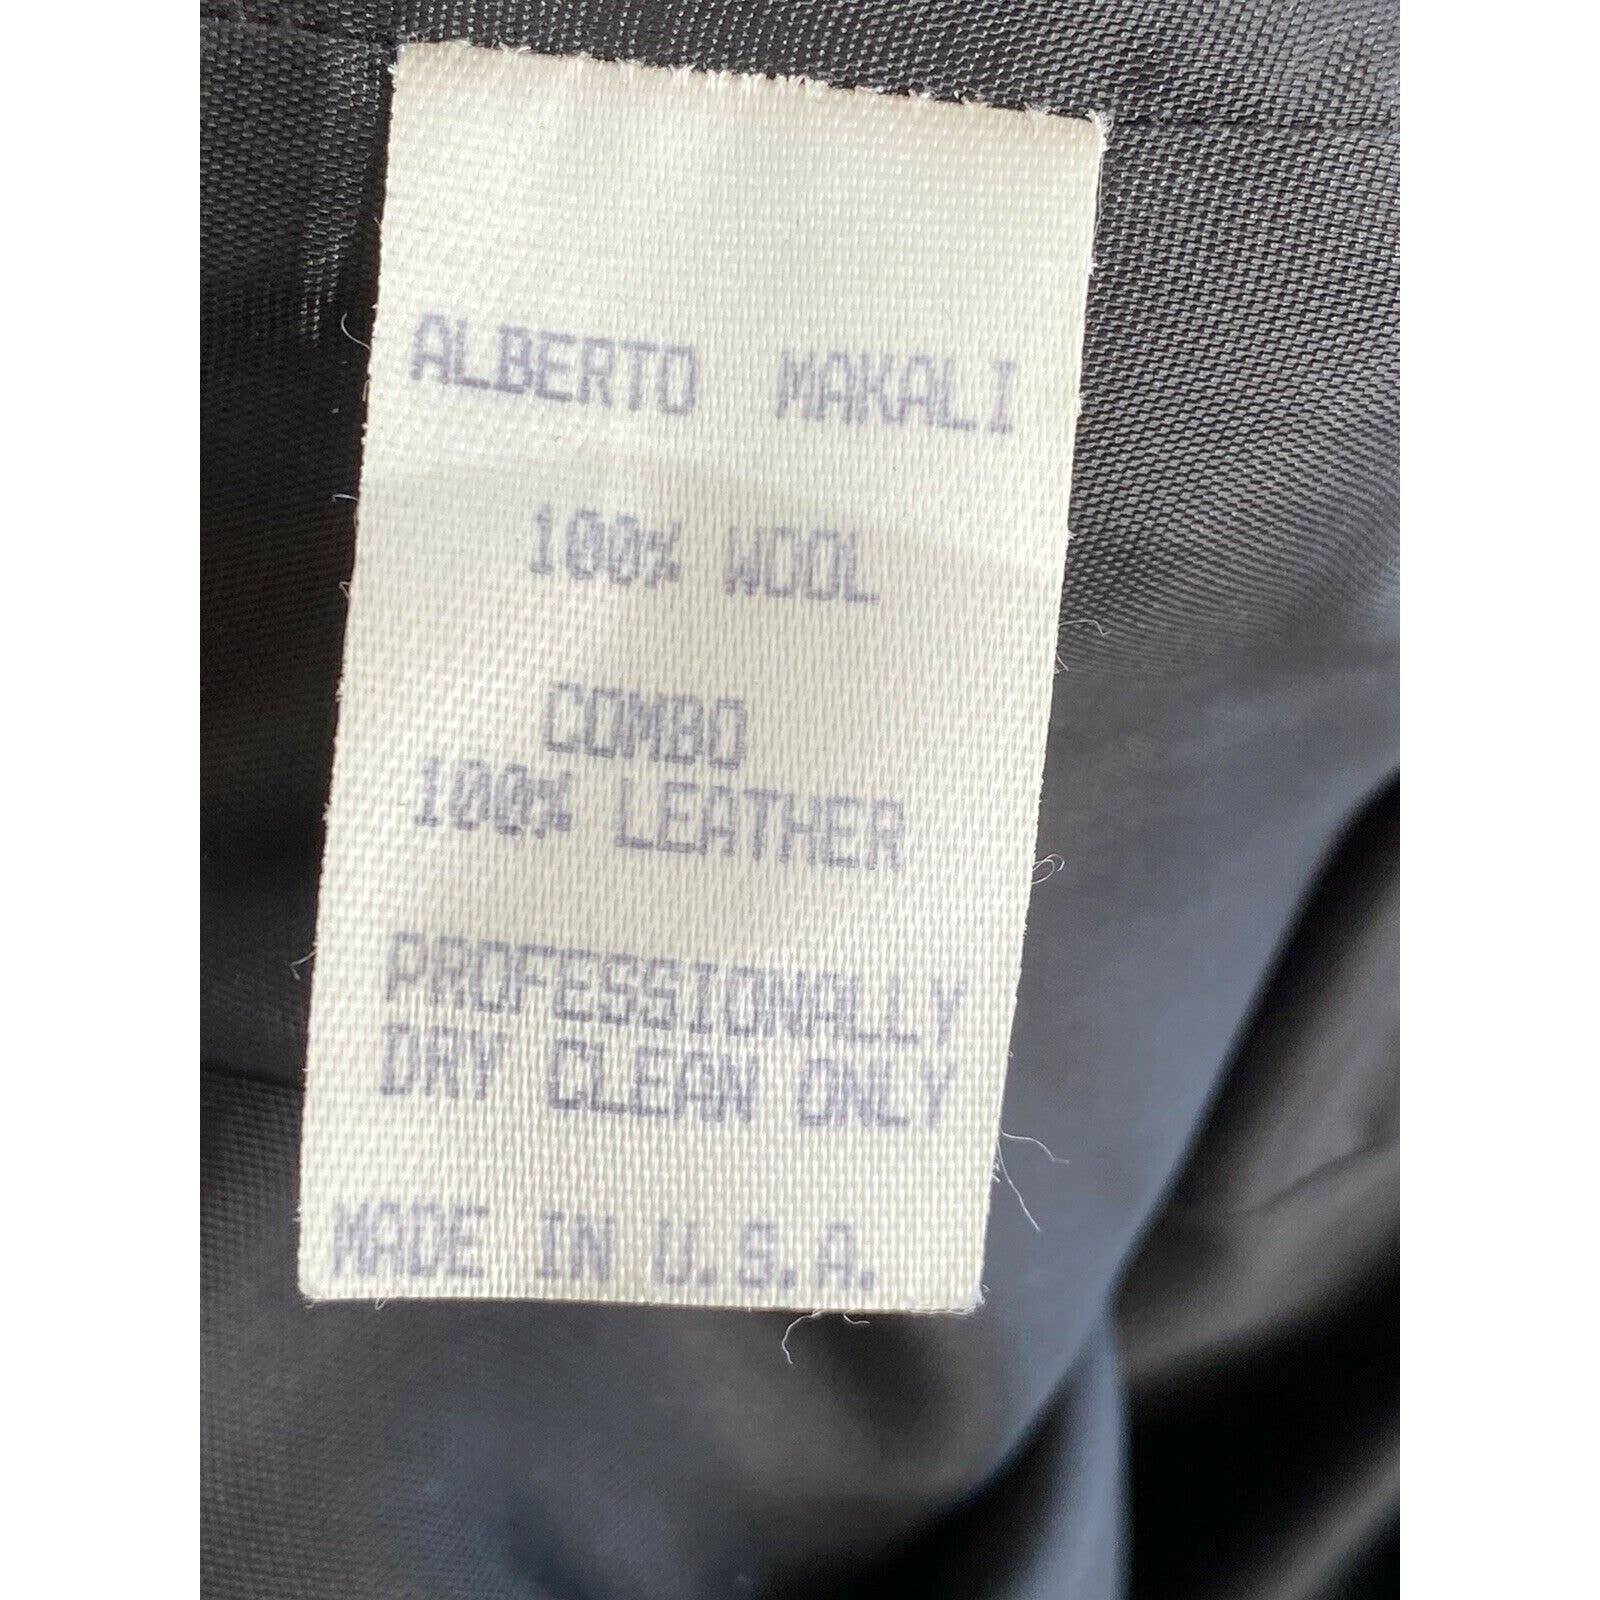 ALBERTO MAKALI
100% WOOL
COMBO
100% LEATHER
PROFESSIONALLY
DRY CLEAN ONLY
MADE IN U.S.A.